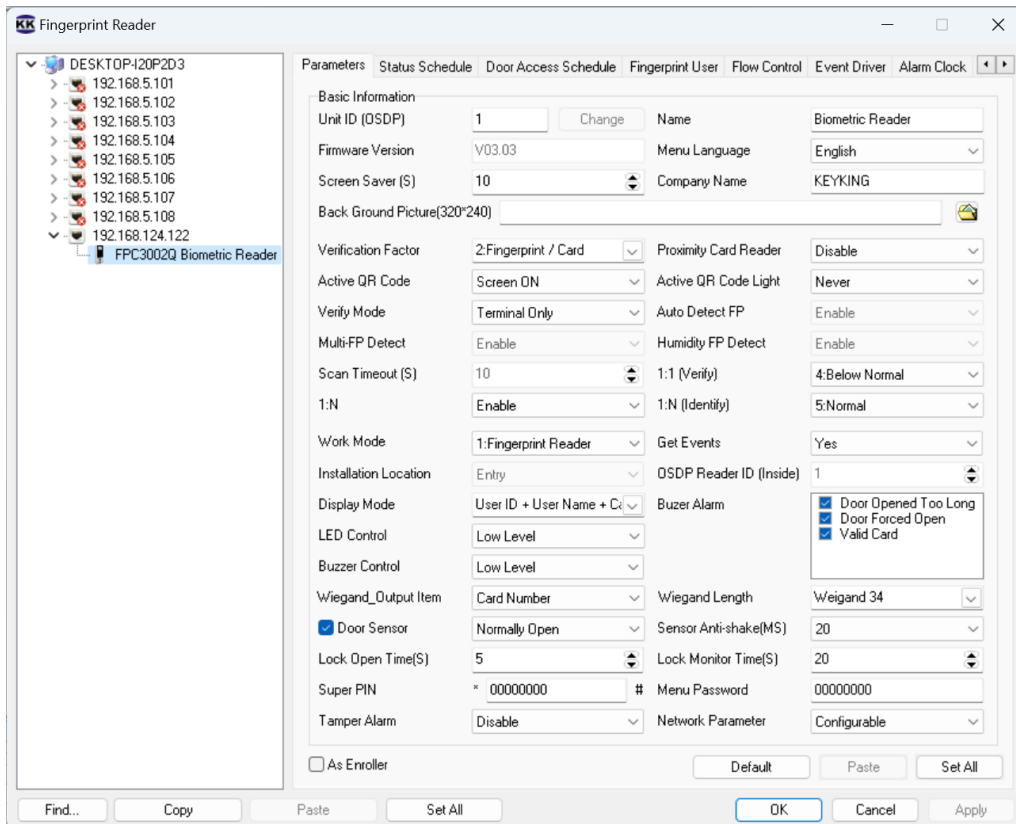 KK Fingerprint Reader
DESKTOP-I20P2D3
192.168.5.101
192.168.5.102
192.168.5.103
192.168.5.104
192.168.5.105
192.168.5.106
192.168.5.107
192.168.5.108
192.168.124.122
FPC3002Q Biometric Reader
Parameters Status Schedule Door Access Schedule Fingerprint User Flow Control Event Driver Alarm Clock
Basic Information
Unit ID (OSDP) 1 Change Name Biometric Reader
Firmware Version V03.03 Menu Language English
Screen Saver (S) 10 Company Name KEYKING
Back Ground Picture(320*240)
Verification Factor 2:Fingerprint / Card Proximity Card Reader Disable
Active QR Code Screen ON Active QR Code Light Never
Verify Mode Terminal Only Auto Detect FP Enable
Multi-FP Detect Enable Humidity FP Detect Enable
Scan Timeout (S) 10 1:1 (Verify) 4:Below Normal
1:N Enable 1:N (Identify) 5:Normal
Work Mode 1:Fingerprint Reader Get Events Yes
Installation Location Entry OSDP Reader ID (Inside) 1
Display Mode User ID + User Name + Ca Buzer Alarm Door Opened Too Long
Door Forced Open
Valid Card
LED Control Low Level
Buzzer Control Low Level
Wiegand_Output Item Card Number Wiegand Length Weigand 34
Door Sensor Normally Open Sensor Anti-shake(MS) 20
Lock Open Time(S) 5 Lock Monitor Time(S) 20
Super PIN * 00000000 # Menu Password 00000000
Tamper Alarm Disable Network Parameter Configurable
As Enroller Default Paste Set All
Find... Copy Paste Set All OK Cancel Apply